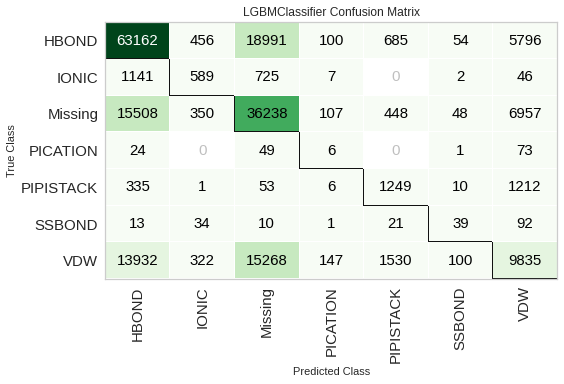 LGBMClassifier Confusion Matrix
True Class
HBOND 63162 456 18991 100 685 54 5796
IONIC 1141 589 725 7 0 2 46
Missing 15508 350 36238 107 448 48 6957
PICATION 24 0 49 6 0 1 73
PIPISTACK 335 1 53 6 1249 10 1212
SSBOND 13 34 10 1 21 39 92
VDW 13932 322 15268 147 1530 100 9835
HBOND IONIC Missing PICATION PIPISTACK SSBOND VDW
Predicted Class